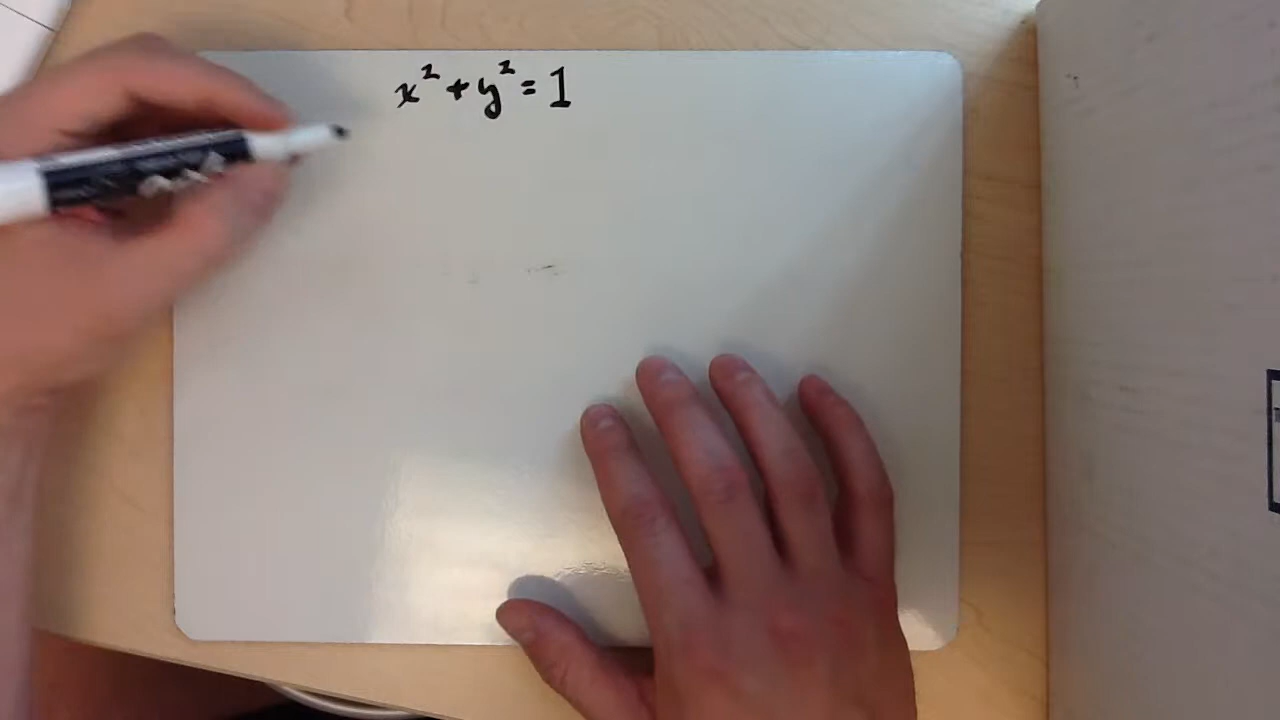 x² + y² = 1